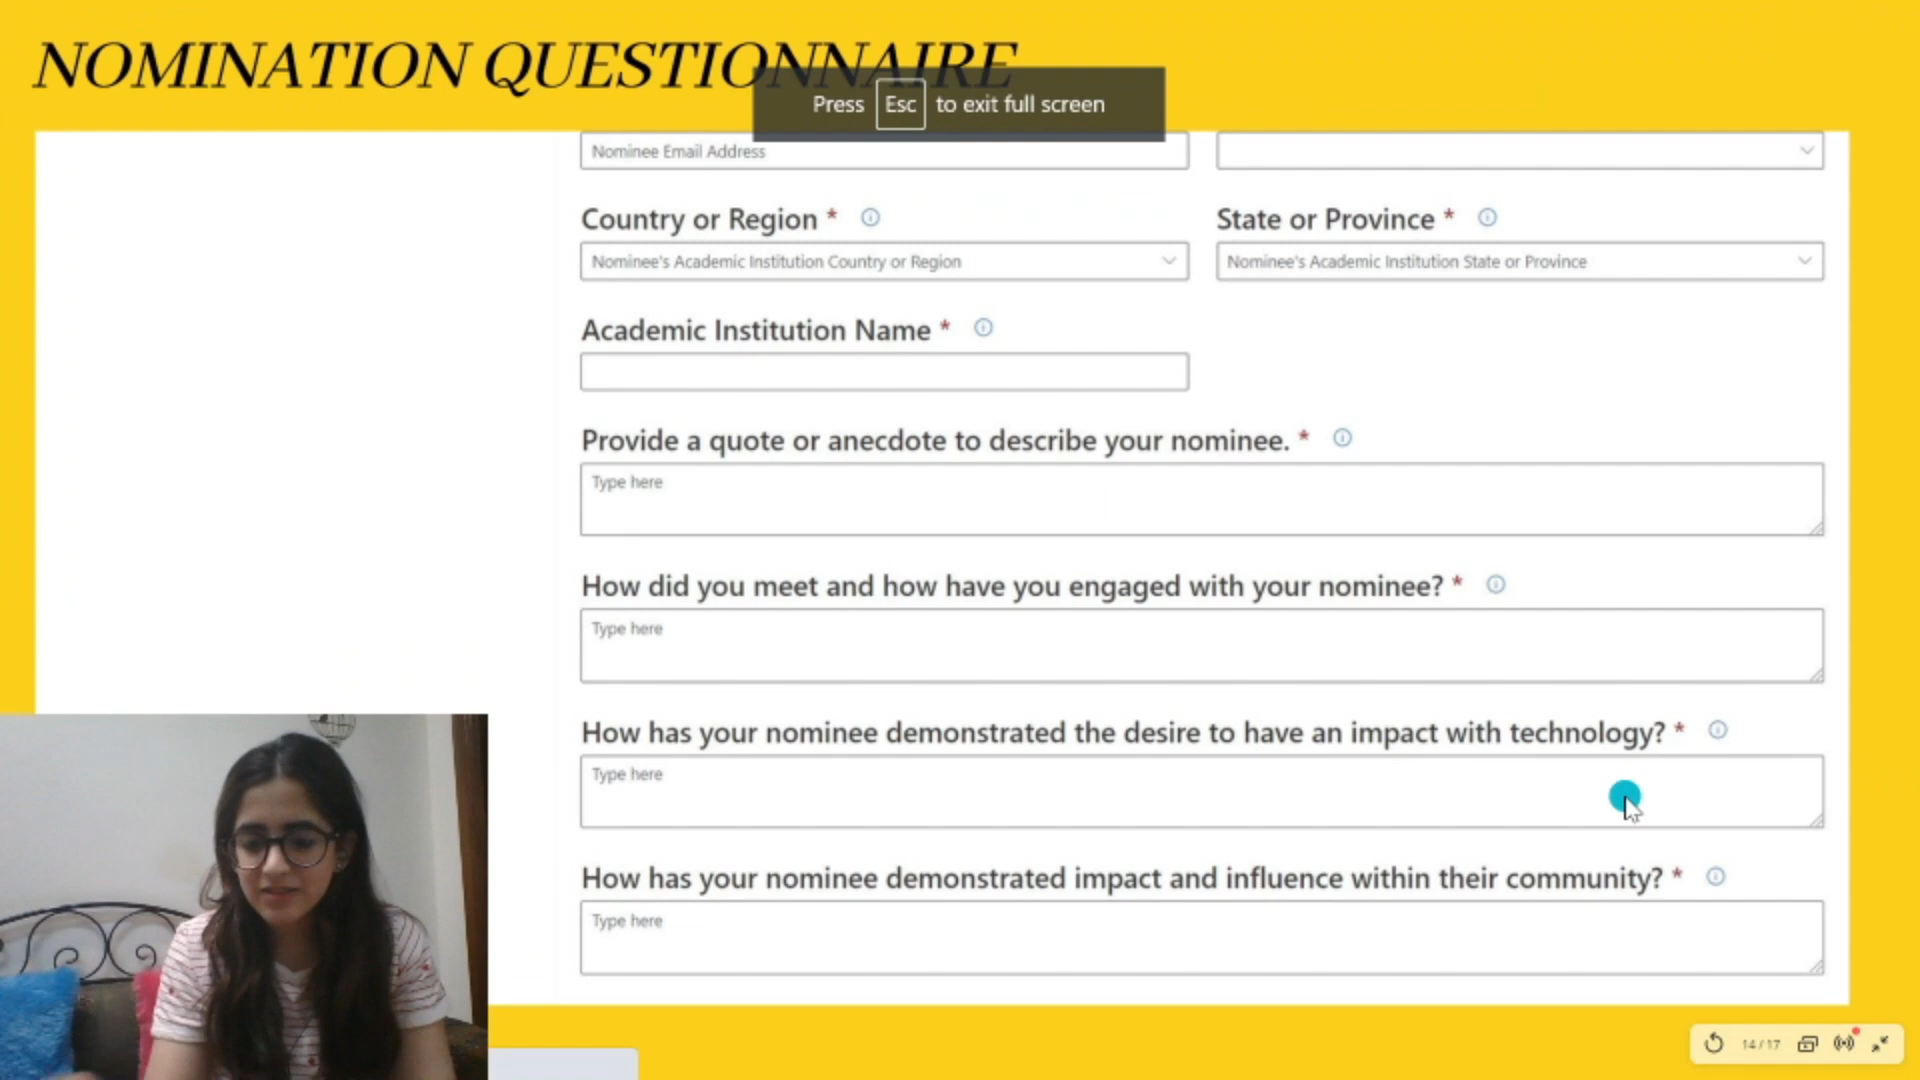 NOMINATION QUESTIONNAIRE
Press Esc to exit full screen
Nominee Email Address
Country or Region *
State or Province *
Nominee's Academic Institution Country or Region
Nominee's Academic Institution State or Province
Academic Institution Name *
Provide a quote or anecdote to describe your nominee. *
Type here
How did you meet and how have you engaged with your nominee? *
Type here
How has your nominee demonstrated the desire to have an impact with technology? *
Type here
How has your nominee demonstrated impact and influence within their community? *
Type here
14/17